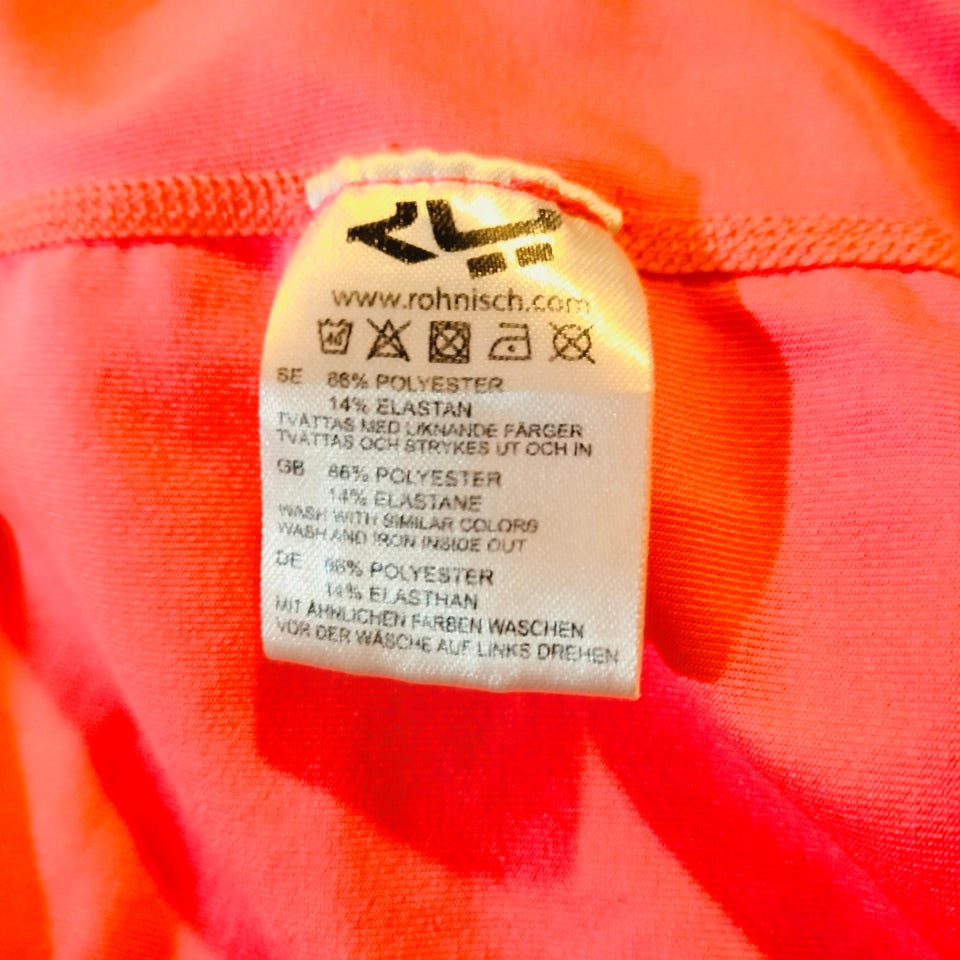 www.rohnisch.com
40
SE 86% POLYESTER
14% ELASTAN
TVÄTTAS MED LIKNANDE FÄRGER
TVÄTTAS OCH STRYKES UT OCH IN
GB 86% POLYESTER
14% ELASTANE
WASH WITH SIMILAR COLORS
WASH AND IRON INSIDE OUT
DE 86% POLYESTER
14% ELASTHAN
MIT ÄHNLICHEN FARBEN WASCHEN
VOR DER WÄSCHE AUF LINKS DREHEN